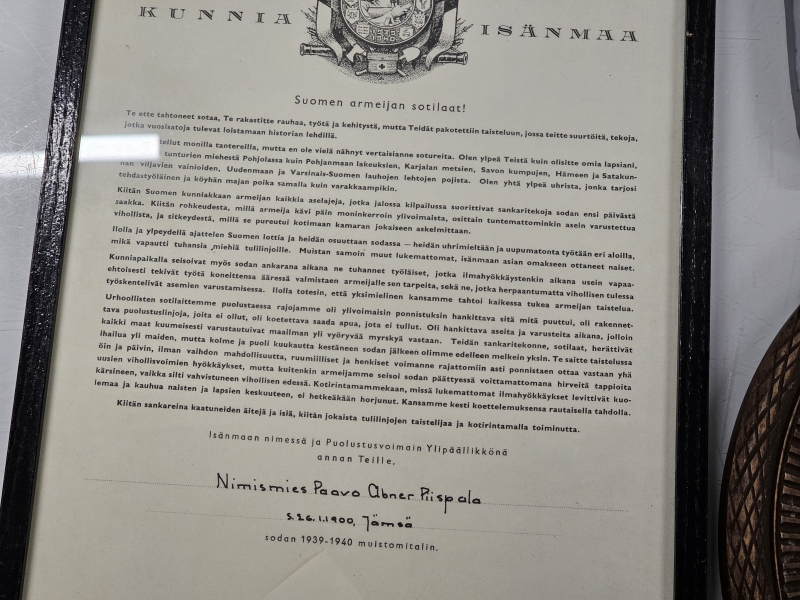 KUNNIA ISÄNMAA
Suomen armeijan sotilaat!
Te ette tahtoneet sotaa, Te rakastitte rauhaa, työtä ja kehitystä, mutta Teidät pakotettiin taisteluun, jossa teitte suurtöitä, tekoja,
jotka vuosisatoja tulevat loistamaan historian lehdillä.
monilla tantereilla, mutta en ole vielä nähnyt vertaisianne sotureita. Olen ylpeä Teistä kuin olisitte omia lapsiani,
tunturien miehestä Pohjolassa kuin Pohjanmaan lakeuksien, Karjalan metsien, Savon kumpujen, Hämeen ja Satakun-
nan viljavien vainioiden, Uudenmaan ja Varsinais-Suomen lauhojen lehtojen pojista. Olen yhtä ylpeä uhrista, jonka tarjosi
tehdastyöläinen ja köyhän majan poika samalla kuin varakkaampikin.
Kiitän Suomen kunniakkaan armeijan kaikkia aselajeja, jotka jalossa kilpailussa suorittivat sankaritekoja sodan ensi päivästä
saakka. Kiitän rohkeudesta, millä armeija kävi päin moninkerroin ylivoimaista, osittain tuntemattominkin asein varustettua
vihollista, ja sitkeydestä, millä se pureutui kotimaan kamaran jokaiseen askelmittaan.
Ilolla ja ylpeydellä ajattelen Suomen lottia ja heidän osuuttaan sodassa — heidän uhrimieltään ja uupumatonta työtään eri aloilla,
mikä vapautti tuhansia miehiä tulilinjoille. Muistan samoin muut lukemattomat, isänmaan asian omakseen ottaneet naiset.
Kunniapaikalla seisoivat myös sodan ankarana aikana ne tuhannet työläiset, jotka ilmahyökkäystenkin aikana usein vapaa-
ehtoisesti tekivät työtä koneittensa ääressä valmistaen armeijalle sen tarpeita, sekä ne, jotka herpaantumatta vihollisen tulessa
työskentelivät asemien varustamisessa. Ilolla totesin, että yksimielinen kansamme tahtoi kaikessa tukea armeijan taistelua.
Urhoollisten sotilaittemme puolustaessa rajojamme oli ylivoimaisin ponnistuksin hankittava sitä mitä puuttui, oli rakennet-
tava puolustuslinjoja, joita ei ollut, oli koetettava saada apua, jota ei tullut. Oli hankittava aseita ja varusteita aikana, jolloin
kaikki maat kuumeisesti varustautuivat maailman yli vyöryvää myrskyä vastaan. Teidän sankaritekonne, sotilaat, herättivät
ihailua yli maiden, mutta kolme ja puoli kuukautta kestäneen sodan jälkeen olimme edelleen melkein yksin. Te saitte taistelussa
öin ja päivin, ilman vaihdon mahdollisuutta, ruumiilliset ja henkiset voimanne rajattomiin asti ponnistaen ottaa vastaan yhä
uusien vihollisvoimien hyökkäykset, mutta kuitenkin armeijamme seisoi sodan päättyessä voittamattomana hirveitä tappioita
kärsineen, vaikka silti vahvistuneen vihollisen edessä. Kotirintamammekaan, missä lukemattomat ilmahyökkäykset levittivät kuo-
lemaa ja kauhua naisten ja lapsien keskuuteen, ei hetkeäkään horjunut. Kansamme kesti koettelemuksensa rautaisella tahdolla.
Kiitän sankareina kaatuneiden äitejä ja isiä, kiitän jokaista tulilinjojen taistelijaa ja kotirintamalla toiminutta.
Isänmaan nimessä ja Puolustusvoimain Ylipäällikkönä
annan Teille,
Nimismies Paavo Abner Piispala
s. 26.1.1900, Jämsä
sodan 1939-1940 muistomitalin.